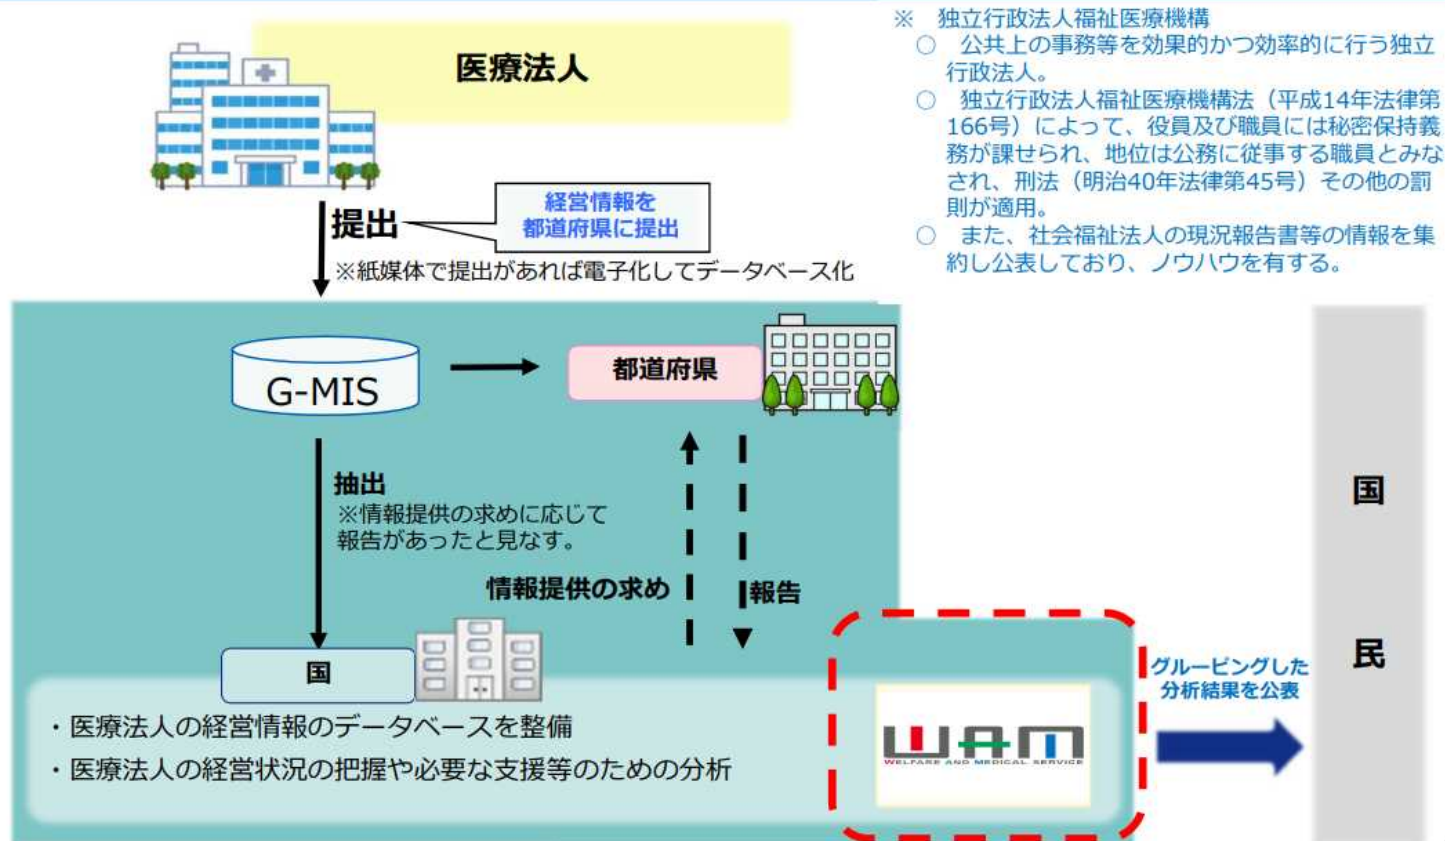 医療法人
※　独立行政法人福祉医療機構
○　公共上の事務等を効果的かつ効率的に行う独立
行政法人。
○　独立行政法人福祉医療機構法（平成14年法律第
166号）によって、役員及び職員には秘密保持義
務が課せられ、地位は公務に従事する職員とみな
され、刑法（明治40年法律第45号）その他の罰
則が適用。
○　また、社会福祉法人の現況報告書等の情報を集
約し公表しており、ノウハウを有する。
提出
経営情報を
都道府県に提出
※紙媒体で提出があれば電子化してデータベース化
G-MIS
都道府県
抽出
※情報提供の求めに応じて
報告があったと見なす。
情報提供の求め
報告
国
・医療法人の経営情報のデータベースを整備
・医療法人の経営状況の把握や必要な支援等のための分析
WAM
WELFARE AND MEDICAL SERVICE
グルーピングした
分析結果を公表
国
民